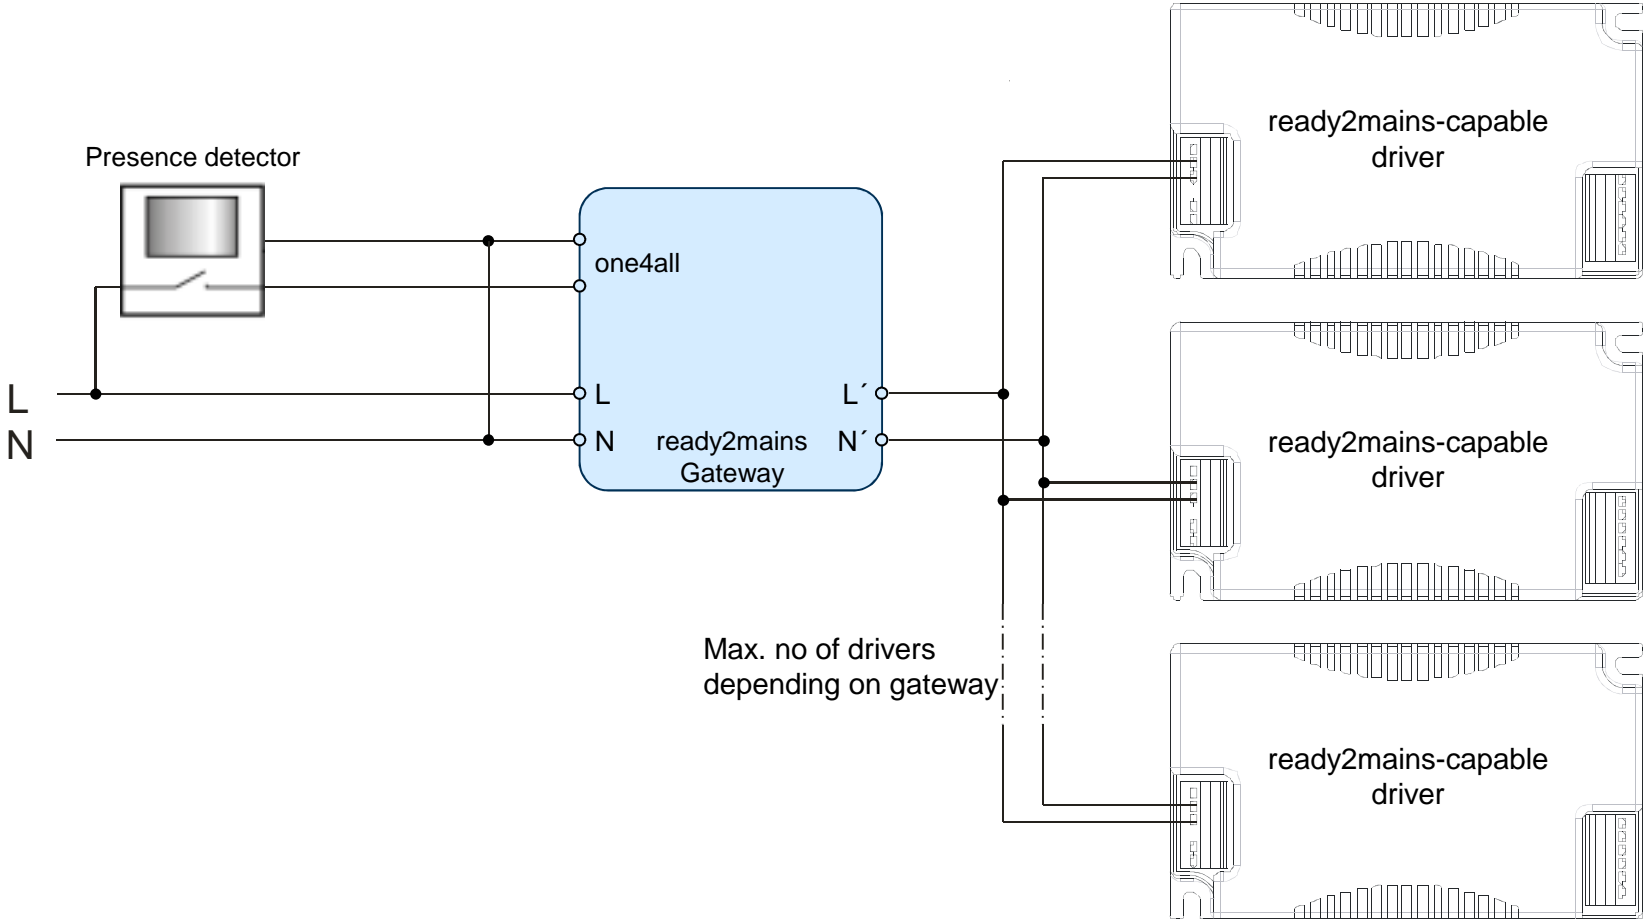 ready2mains-capable
driver
Presence detector
one4all
L
N
L
N
L´
N´
ready2mains
Gateway
ready2mains-capable
driver
Max. no of drivers
depending on gateway
ready2mains-capable
driver